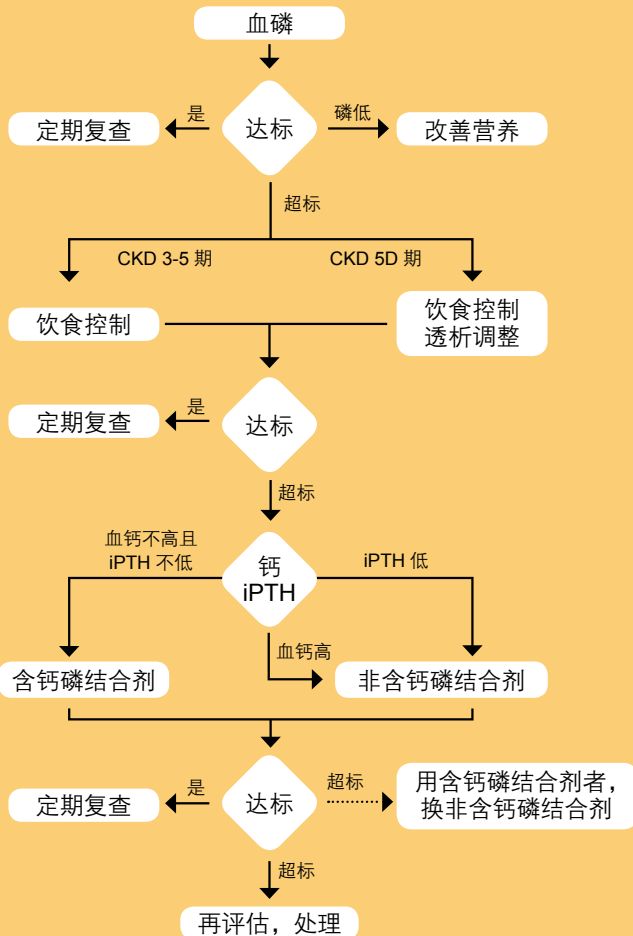 血磷
是
磷低
定期复查
达标
改善营养
超标
CKD 3-5 期
CKD 5D 期
饮食控制
饮食控制
透析调整
是
定期复查
达标
超标
血钙不高且
iPTH 不低
钙
iPTH
iPTH 低
血钙高
含钙磷结合剂
非含钙磷结合剂
是
超标
定期复查
达标
用含钙磷结合剂者，
换非含钙磷结合剂
超标
再评估，处理